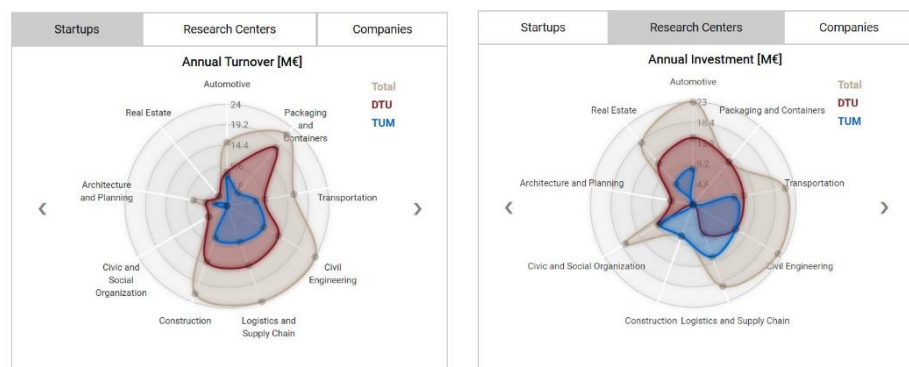 Startups
Research Centers
Companies
Annual Turnover [M€]
Total
DTU
TUM
Automotive
24
19.2
14.4
Packaging
and
Containers
Transportation
Civil
Engineering
Logistics and
Supply Chain
Construction
Civic and
Social
Organization
Architecture
and Planning
Real Estate
Startups
Research Centers
Companies
Annual Investment [M€]
Total
DTU
TUM
Automotive
23
18.4
9.2
4.6
Packaging and Containers
Transportation
Civil Engineering
Construction Logistics and Supply Chain
Civic and Social Organization
Architecture and Planning
Real Estate